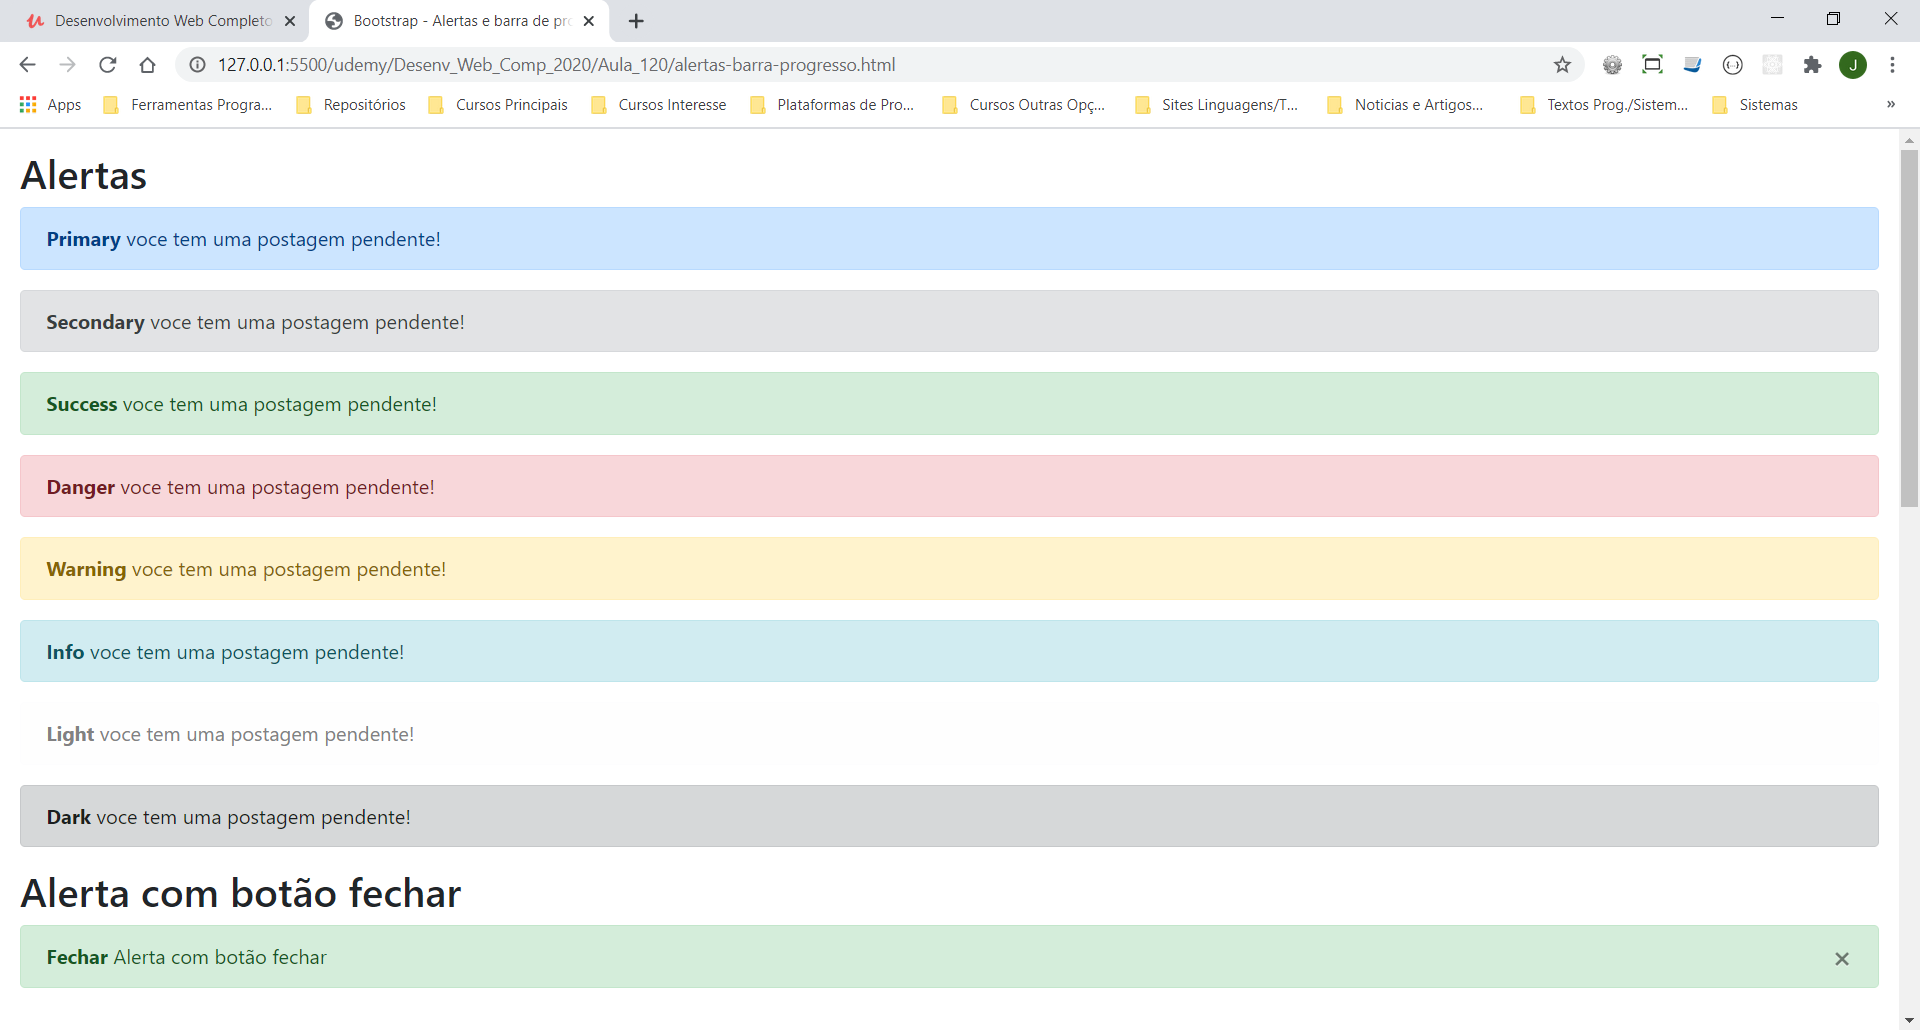 Desenvolvimento Web Completo
Bootstrap - Alertas e barra de pro
127.0.0.1:5500/udemy/Desenv_Web_Comp_2020/Aula_120/alertas-barra-progresso.html
J
Apps
Ferramentas Progra...
Repositórios
Cursos Principais
Cursos Interesse
Plataformas de Pro...
Cursos Outras Opç...
Sites Linguagens/T...
Noticias e Artigos...
Textos Prog./Sistem...
Sistemas
»
Alertas
Primary voce tem uma postagem pendente!
Secondary voce tem uma postagem pendente!
Success voce tem uma postagem pendente!
Danger voce tem uma postagem pendente!
Warning voce tem uma postagem pendente!
Info voce tem uma postagem pendente!
Light voce tem uma postagem pendente!
Dark voce tem uma postagem pendente!
Alerta com botão fechar
Fechar Alerta com botão fechar
×